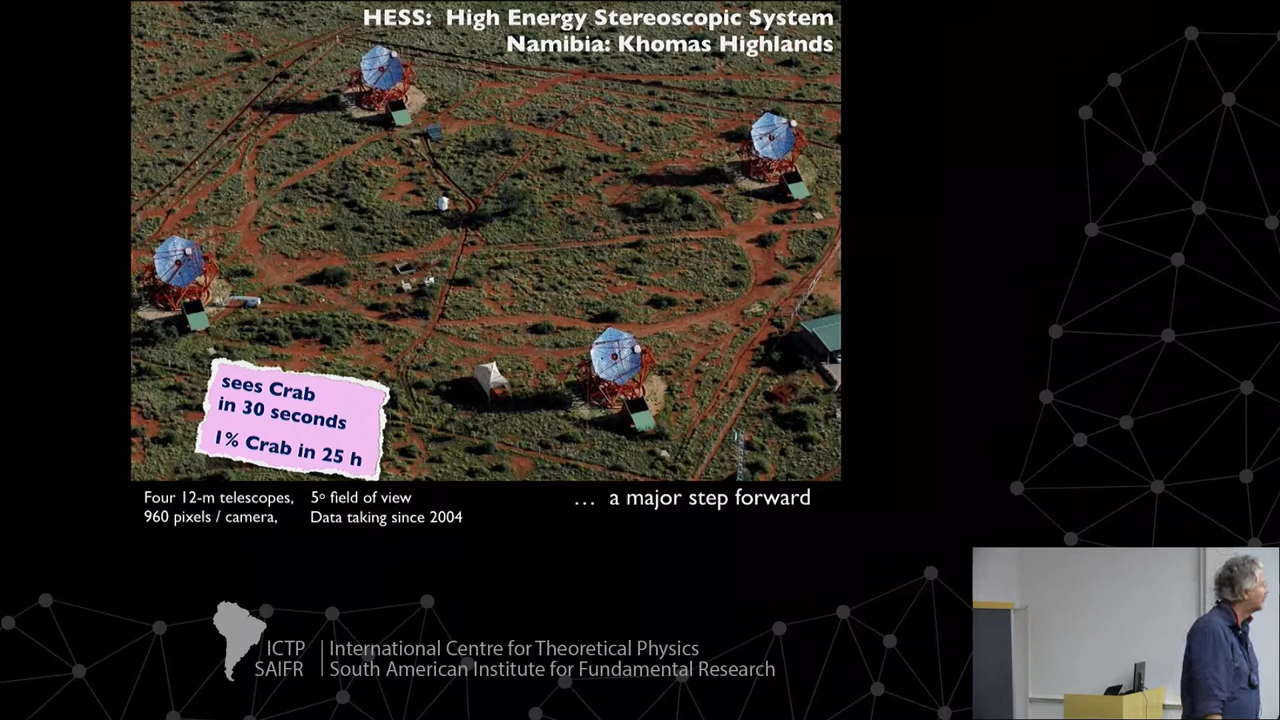 HESS: High Energy Stereoscopic System
Namibia: Khomas Highlands
sees Crab
in 30 seconds
1% Crab in 25 h
Four 12-m telescopes, 5° field of view
960 pixels / camera, Data taking since 2004
... a major step forward
ICTP | International Centre for Theoretical Physics
SAIFR | South American Institute for Fundamental Research